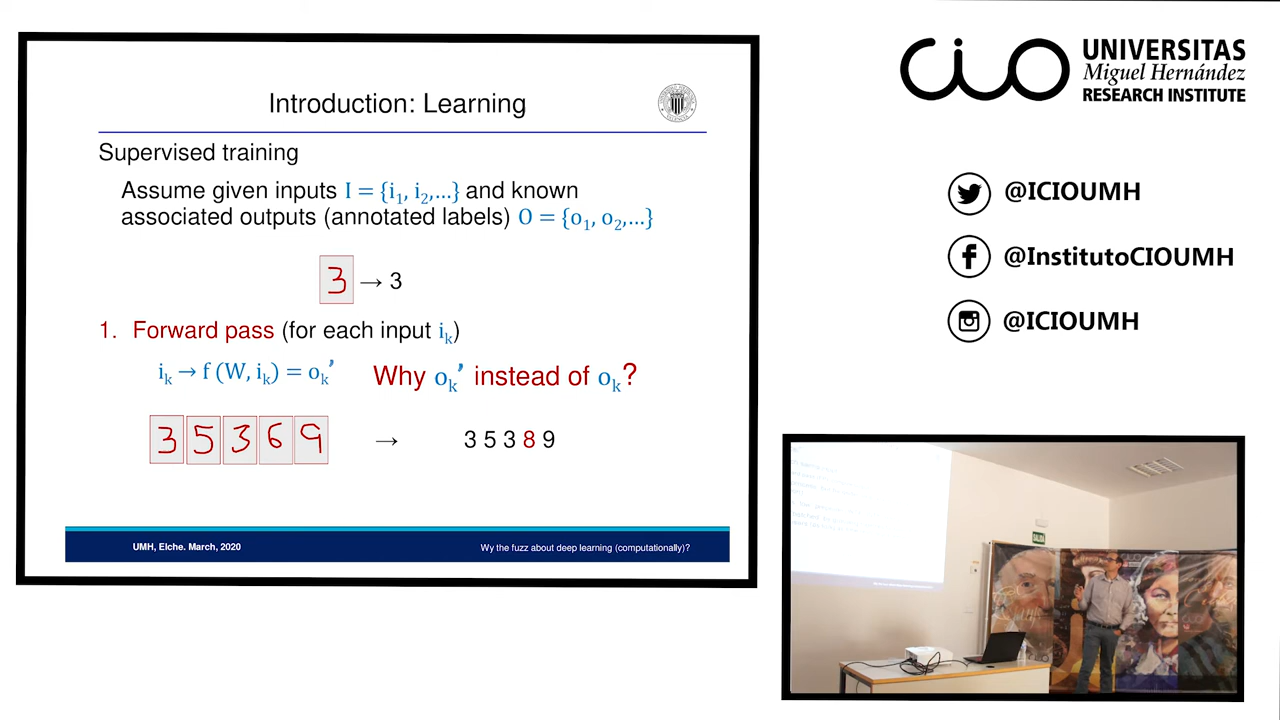 Introduction: Learning
Supervised training
Assume given inputs I = {i1, i2,...} and known
associated outputs (annotated labels) O = {o1, o2,...}
3 → 3
1. Forward pass (for each input ik)
ik → f (W, ik) = ok’ Why ok’ instead of ok?
3 5 3 6 9 → 3 5 3 8 9
UMH, Elche. March, 2020
Wy the fuzz about deep learning (computationally)?
cio
UNIVERSITAS
Miguel Hernández
RESEARCH INSTITUTE
@ICIOUMH
@InstitutoCIOUMH
@ICIOUMH
SALIDA